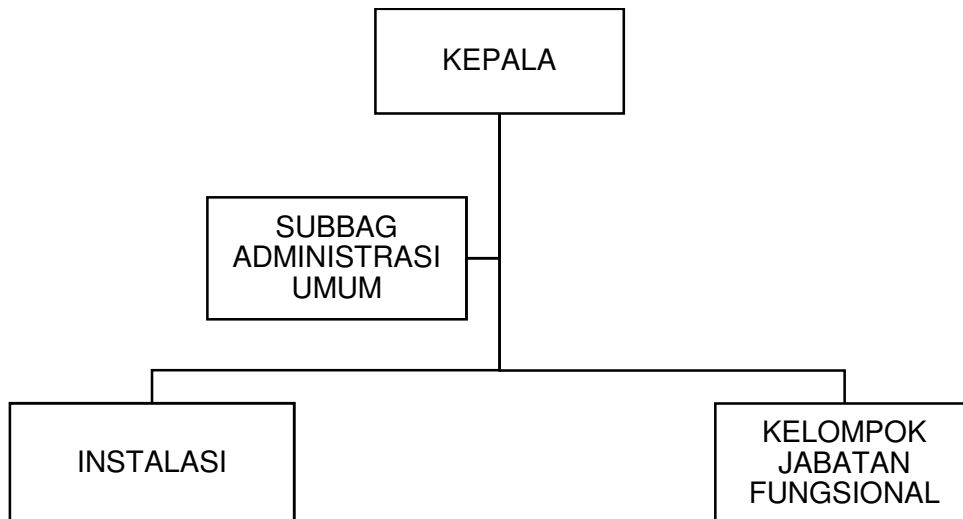 KEPALA
SUBBAG
ADMINISTRASI
UMUM
INSTALASI
KELOMPOK
JABATAN
FUNGSIONAL